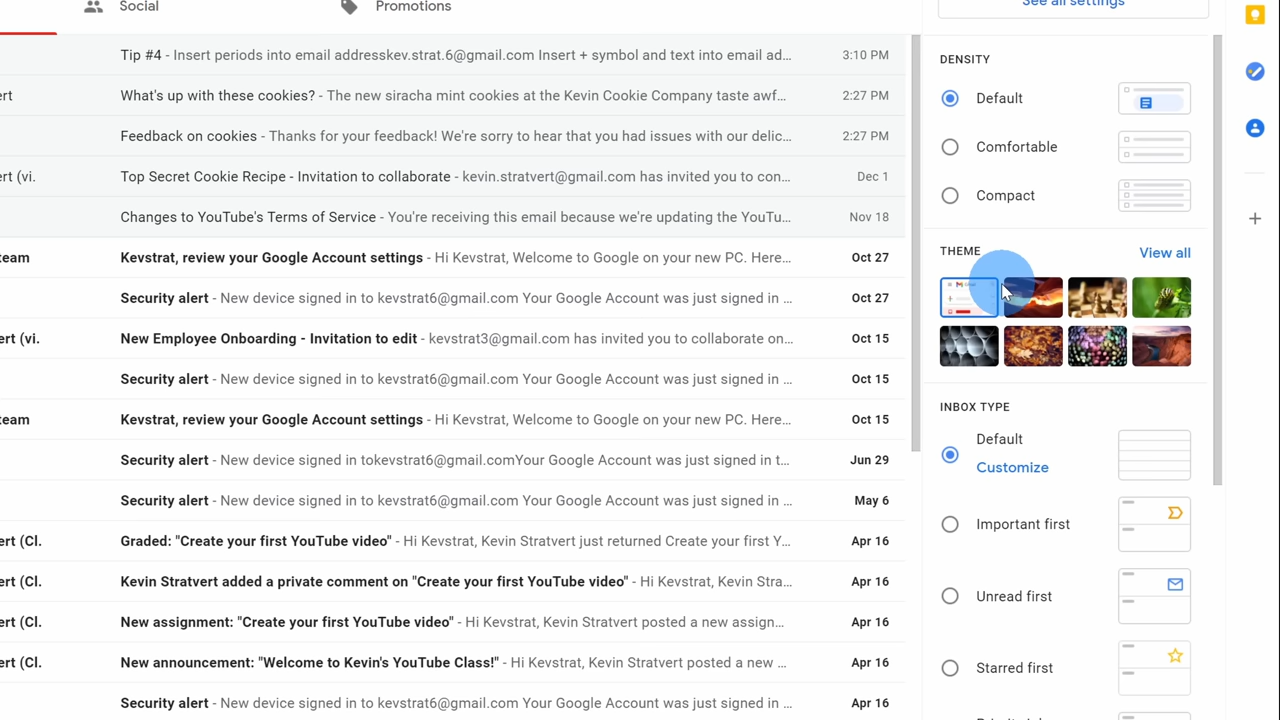 Social
Promotions
See all settings
Tip #4 - Insert periods into email addresskev.strat.6@gmail.com Insert + symbol and text into email ad... 3:10 PM
ert What's up with these cookies? - The new siracha mint cookies at the Kevin Cookie Company taste awf... 2:27 PM
Feedback on cookies - Thanks for your feedback! We're sorry to her that you had issues with our delic... 2:27 PM
ert (vi. Top Secret Cookie Recipe - Invitation to collaborate - kevin.stratvert@gmail.com has invited you to con... Dec 1
Changes to YouTube's Terms of Service - You're receiving this email because we're updating the YouTu... Nov 18
team Kevstrat, review your Google Account settings - Hi Kevstrat, Welcome to Google on your new PC. Here... Oct 27
Security alert - New device signed in to kevstrat6@gmail.com Your Google Account was just signed in ... Oct 27
ert (vi. New Employee Onboarding - Invitation to edit - kevstrat3@gmail.com has invited you to collaborate on... Oct 15
Security alert - New device signed in to kevstrat6@gmail.com Your Google Account was just signed in ... Oct 15
team Kevstrat, review your Google Account settings - Hi Kevstrat, Welcome to Google on your new PC. Here... Oct 15
Security alert - New device signed in tokevstrat6@gmail.comYour Google Account was just signed in t... Jun 29
Security alert - New device signed in to kevstrat6@gmail.com Your Google Account was just signed in ... May 6
ert (Cl. Graded: "Create your first YouTube video" - Hi Kevstrat, Kevin Stratvert just returned Create your first Y... Apr 16
ert (Cl. Kevin Stratvert added a private comment on "Create your first YouTube video" - Hi Kevstrat, Kevin Stra... Apr 16
ert (Cl. New assignment: "Create your first YouTube video" - Hi Kevstrat, Kevin Stratvert posted a new assign... Apr 16
ert (Cl. New announcement: "Welcome to Kevin's YouTube Class!" - Hi Kevstrat, Kevin Stratvert posted a new ... Apr 16
Security alert - New device signed in to kevstrat6@gmail.com Your Google Account was just signed in ... Apr 16
DENSITY
Default
Comfortable
Compact
THEME View all
INBOX TYPE
Default
Customize
Important first
Unread first
Starred first